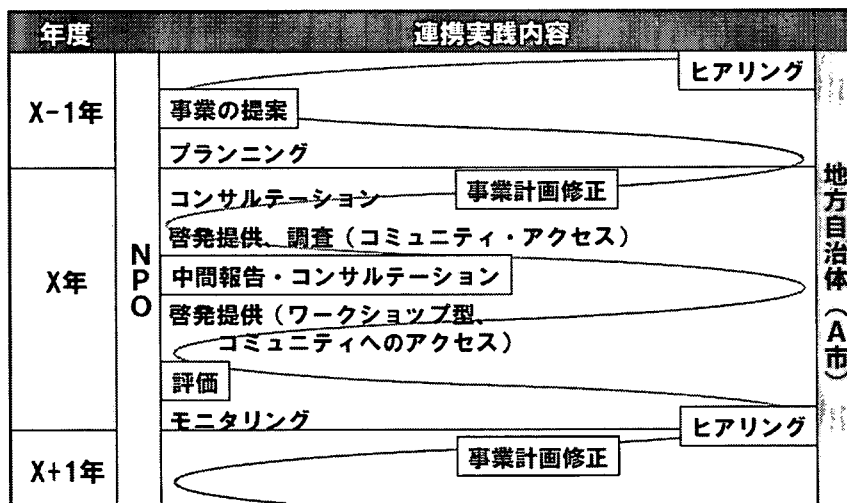 年度
連携実践内容
X-1年
ヒアリング
事業の提案
プランニング
X年
事業計画修正
コンサルテーション
啓発提供、調査（コミュニティ・アクセス）
中間報告・コンサルテーション
啓発提供（ワークショップ型、
コミュニティへのアクセス）
評価
モニタリング
ヒアリング
X+1年
事業計画修正
NPO
地方自治体（A市）